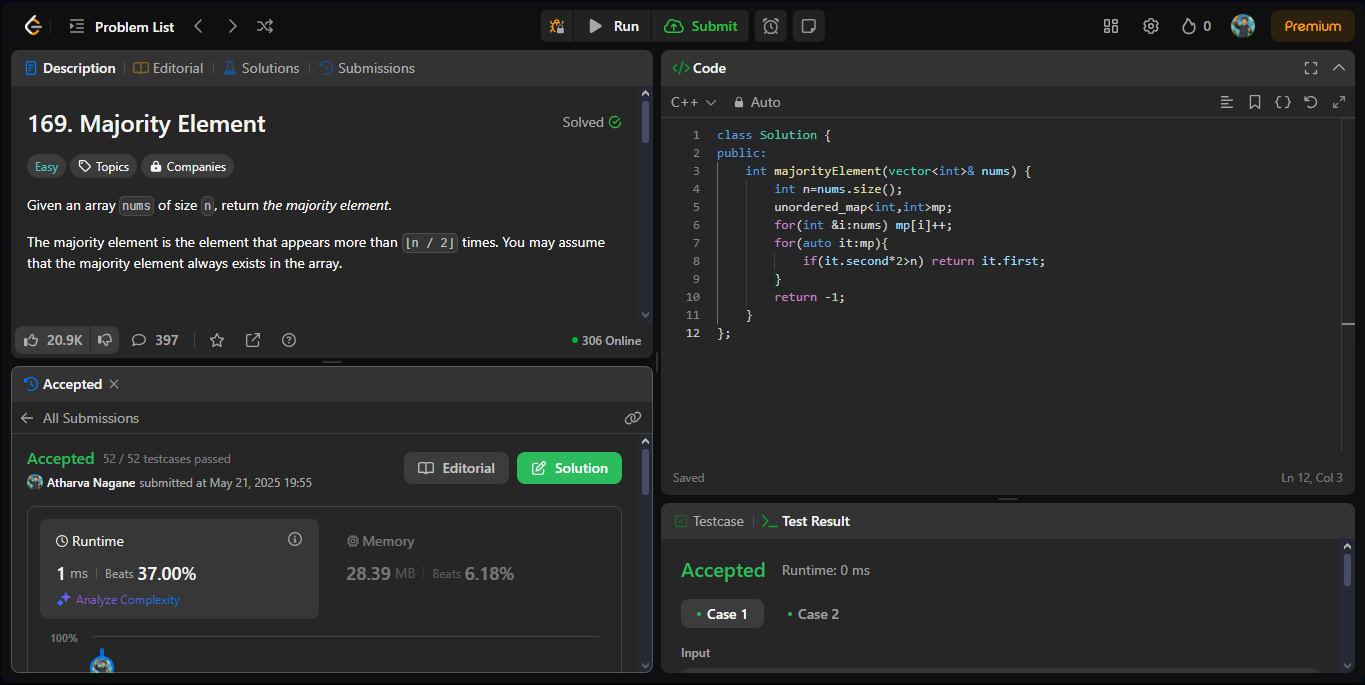 Problem List
Run
Submit
0
Premium
Description
Editorial
Solutions
Submissions
169. Majority Element
Solved
Easy
Topics
Companies
Given an array nums of size n, return the majority element.
The majority element is the element that appears more than ⌊n / 2⌋ times. You may assume
that the majority element always exists in the array.
20.9K
397
306 Online
Accepted
All Submissions
Accepted 52 / 52 testcases passed
Atharva Nagane submitted at May 21, 2025 19:55
Editorial
Solution
Runtime
1 ms | Beats 37.00%
Analyze Complexity
Memory
28.39 MB | Beats 6.18%
100%
</> Code
C++
Auto
1 class Solution {
2 public:
3     int majorityElement(vector<int>& nums) {
4         int n=nums.size();
5         unordered_map<int,int>mp;
6         for(int &i:nums) mp[i]++;
7         for(auto it:mp){
8             if(it.second*2>n) return it.first;
9         }
10         return -1;
11     }
12 };
Saved
Ln 12, Col 3
Testcase
Test Result
Accepted
Runtime: 0 ms
Case 1
Case 2
Input